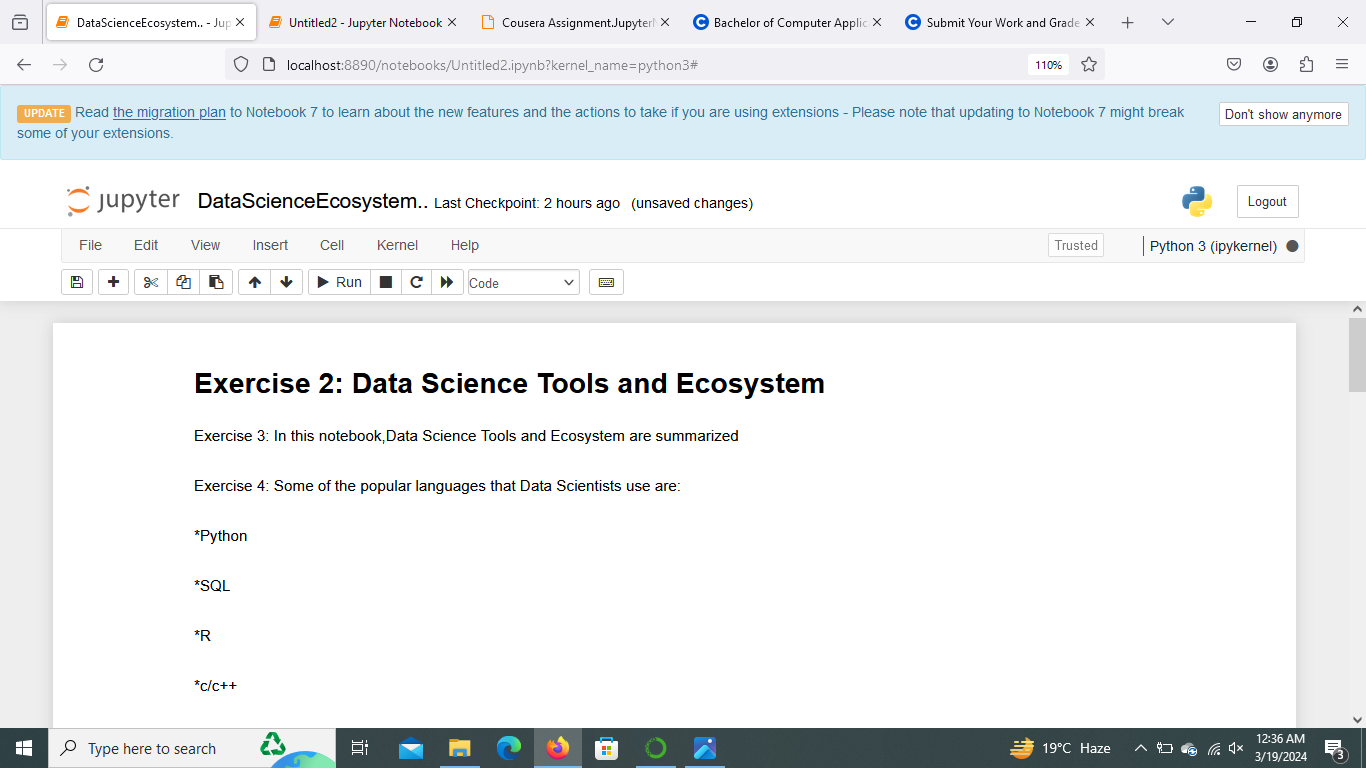 DataScienceEcosystem.. - Jup
Untitled2 - Jupyter Notebook
Cousera Assignment.Jupyter
Bachelor of Computer Applic
Submit Your Work and Grade
localhost:8890/notebooks/Untitled2.ipynb?kernel_name=python3#
110%
UPDATE Read the migration plan to Notebook 7 to learn about the new features and the actions to take if you are using extensions - Please note that updating to Notebook 7 might break
some of your extensions.
Don't show anymore
jupyter DataScienceEcosystem.. Last Checkpoint: 2 hours ago (unsaved changes)
Logout
File Edit View Insert Cell Kernel Help
Trusted
Python 3 (ipykernel)
Run
Code
Exercise 2: Data Science Tools and Ecosystem
Exercise 3: In this notebook,Data Science Tools and Ecosystem are summarized
Exercise 4: Some of the popular languages that Data Scientists use are:
*Python
*SQL
*R
*c/c++
Type here to search
19°C Haze
12:36 AM
3/19/2024
3